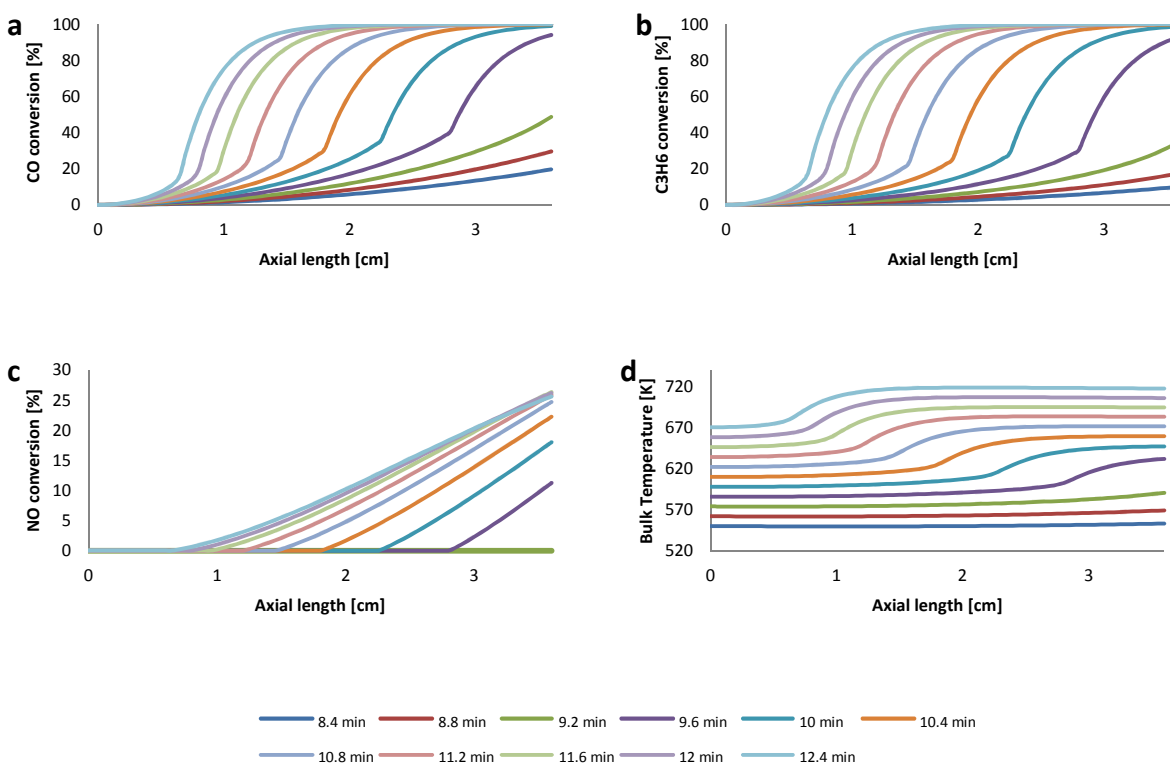 a
CO conversion [%]
100
80
60
40
20
0
0 1 2 3
Axial length [cm]
b
C3H6 conversion [%]
100
80
60
40
20
0
0 1 2 3
Axial length [cm]
c
NO conversion [%]
30
25
20
15
10
5
0
0 1 2 3
Axial length [cm]
d
Bulk Temperature [K]
720
670
620
570
520
0 1 2 3
Axial length [cm]
8.4 min 8.8 min 9.2 min 9.6 min 10 min 10.4 min
10.8 min 11.2 min 11.6 min 12 min 12.4 min